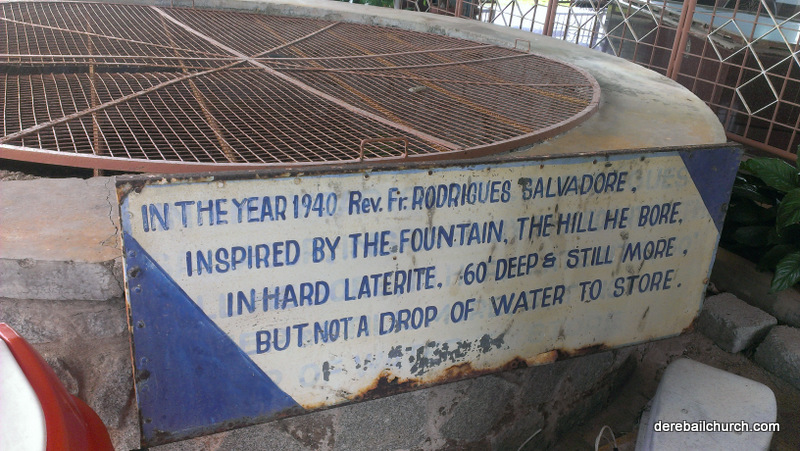 IN THE YEAR 1940 Rev. Fr. RODRIGUES SALVADORE,
INSPIRED BY THE FOUNTAIN, THE HILL HE BORE,
IN HARD LATERITE, 60' DEEP & STILL MORE,
BUT NOT A DROP OF WATER TO STORE.
derebailchurch.com